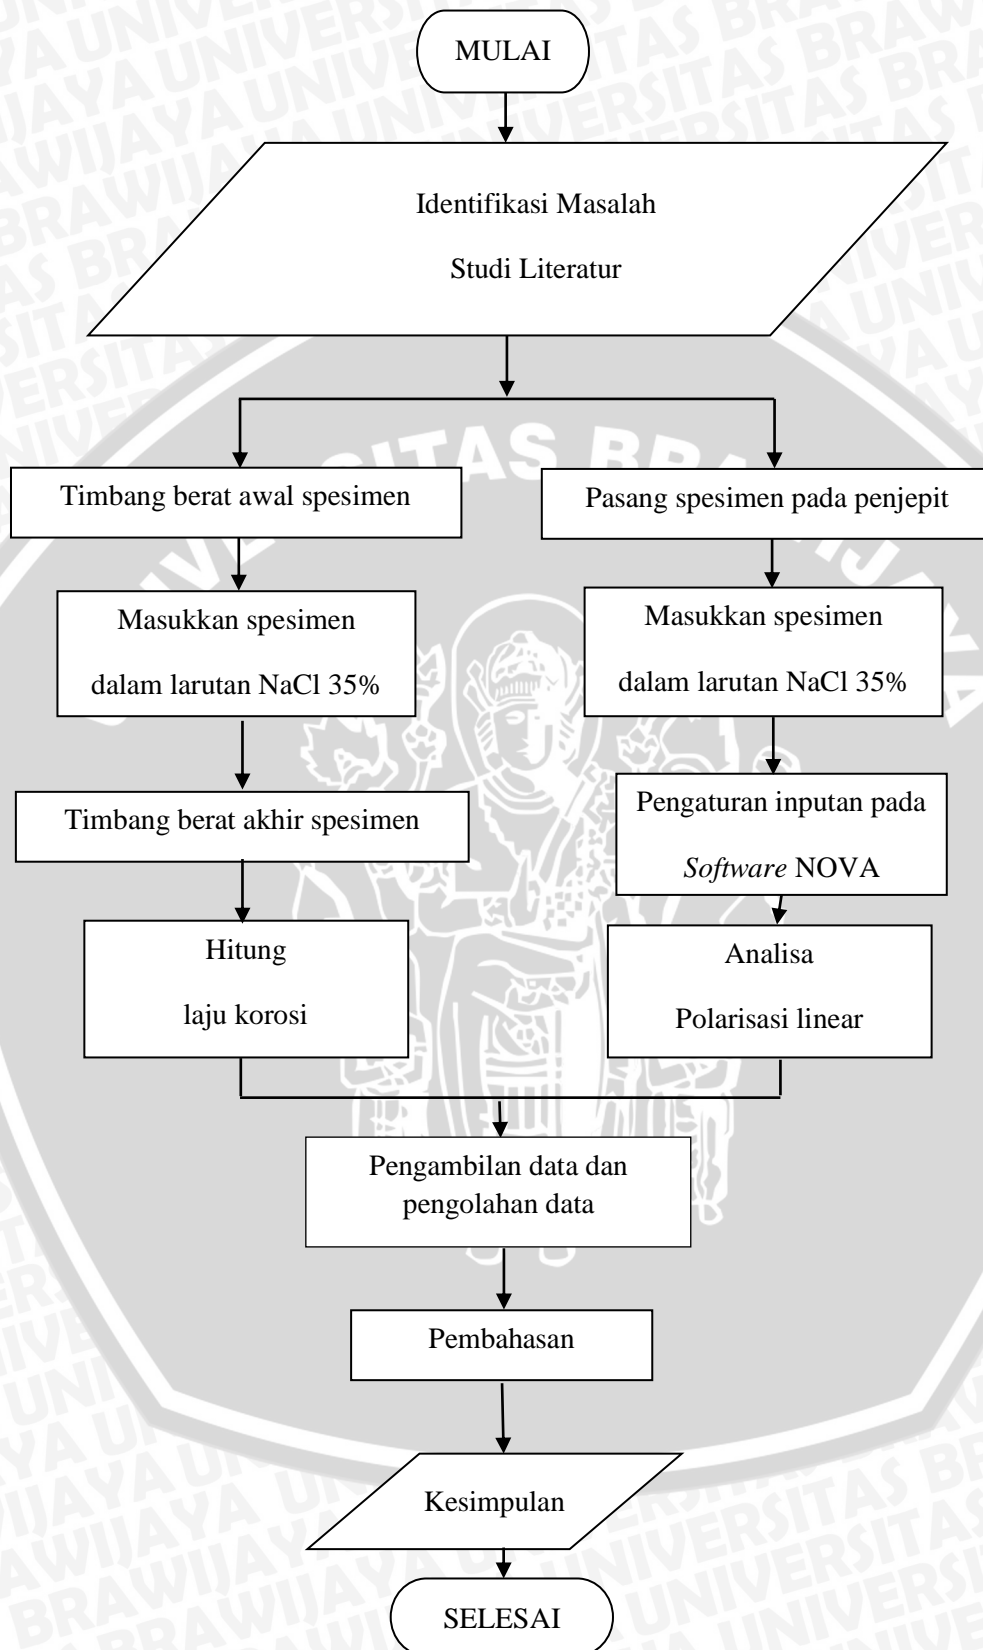 MULAI
Identifikasi Masalah
Studi Literatur
Timbang berat awal spesimen
Masukkan spesimen
dalam larutan NaCl 35%
Timbang berat akhir spesimen
Hitung
laju korosi
Pasang spesimen pada penjepit
Masukkan spesimen
dalam larutan NaCl 35%
Pengaturan inputan pada
Software NOVA
Analisa
Polarisasi linear
Pengambilan data dan
pengolahan data
Pembahasan
Kesimpulan
SELESAI
UNIVERSITAS BRAWIJAYA